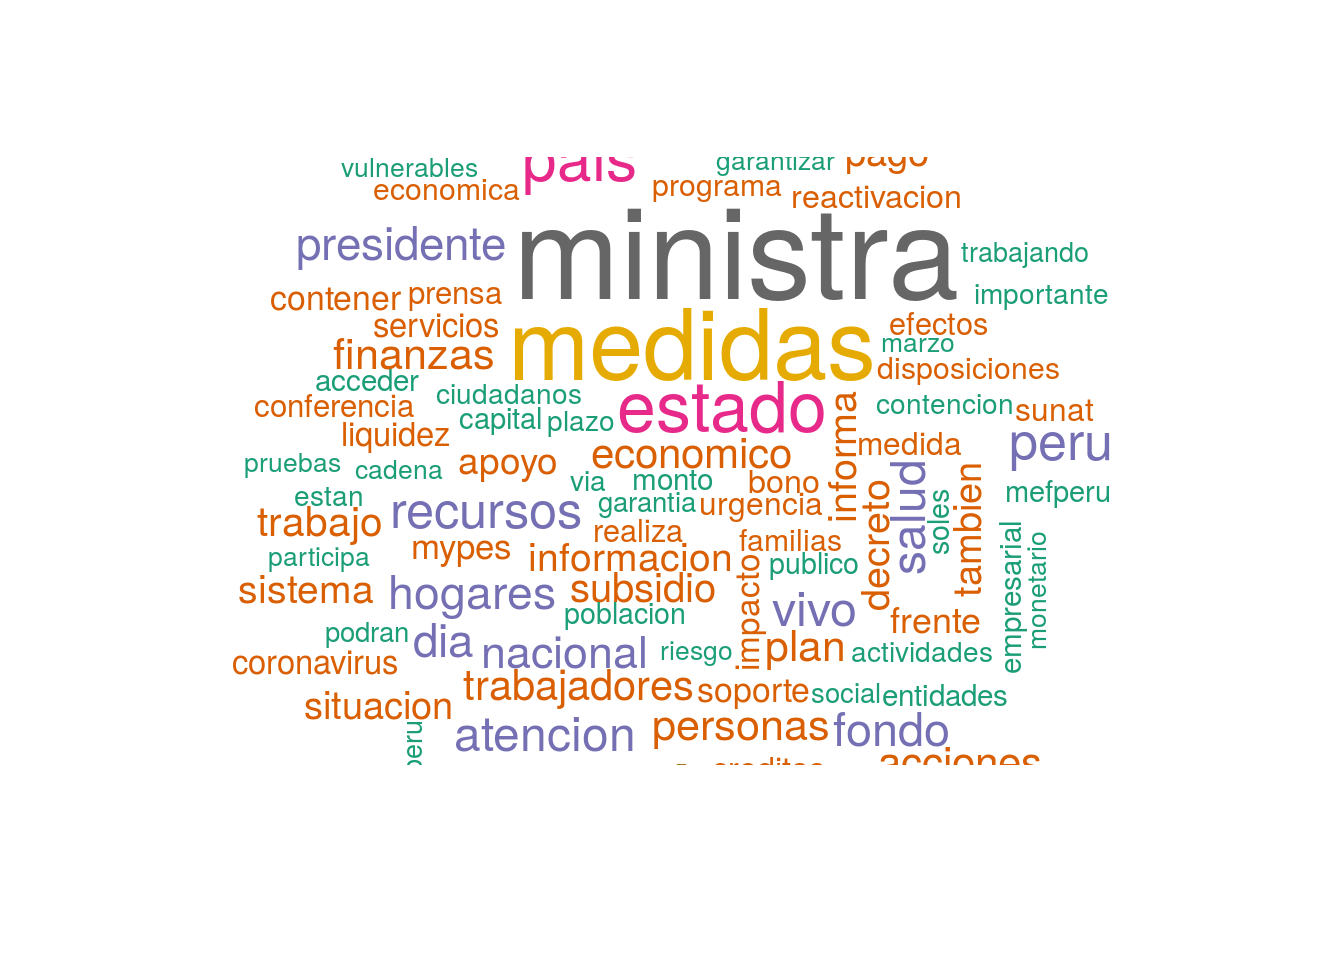 vulnerables
pais
garantizar
pago
economica
programa
reactivacion
presidente
ministra
trabajando
contener
prensa
importante
servicios
medidas
efectos
finanzas
marzo
disposiciones
acceder
ciudadanos
estado
conferencia
capital
plazo
contencion
sunat
liquidez
informa
medida
peru
pruebas
cadena
apoyo
economico
via
monto
bono
salud
mefperu
estan
recursos
garantia
urgencia
decreto
soles
tambien
trabajo
realiza
familias
participa
mypes
informacion
publico
empresarial
monetario
sistema
hogares
subsidio
impacto
vivo
poblacion
frente
podran
dia
nacional
riesgo
plan
actividades
coronavirus
trabajadores
soporte
social
entidades
situacion
peru
atencion
personas
fondo
creditos
acciones